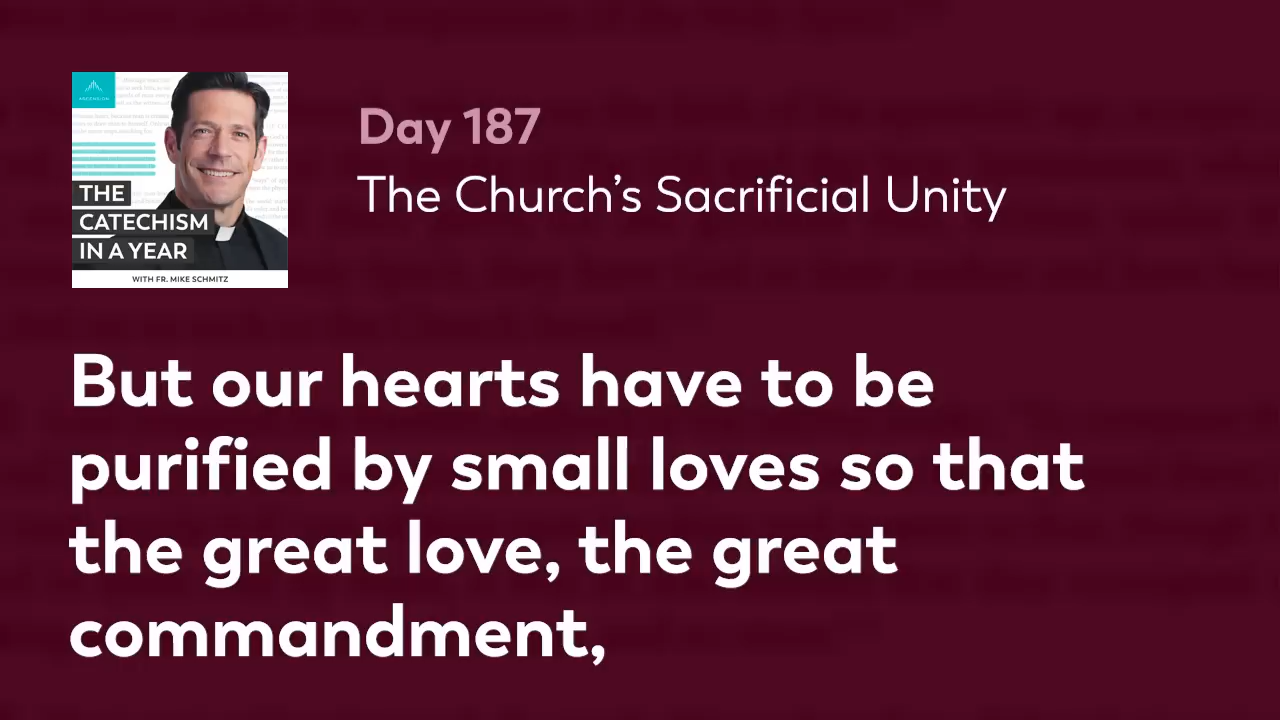 ASCENSION
THE
CATECHISM
IN A YEAR
WITH FR. MIKE SCHMITZ
Day 187
The Church’s Sacrificial Unity
But our hearts have to be
purified by small loves so that
the great love, the great
commandment,